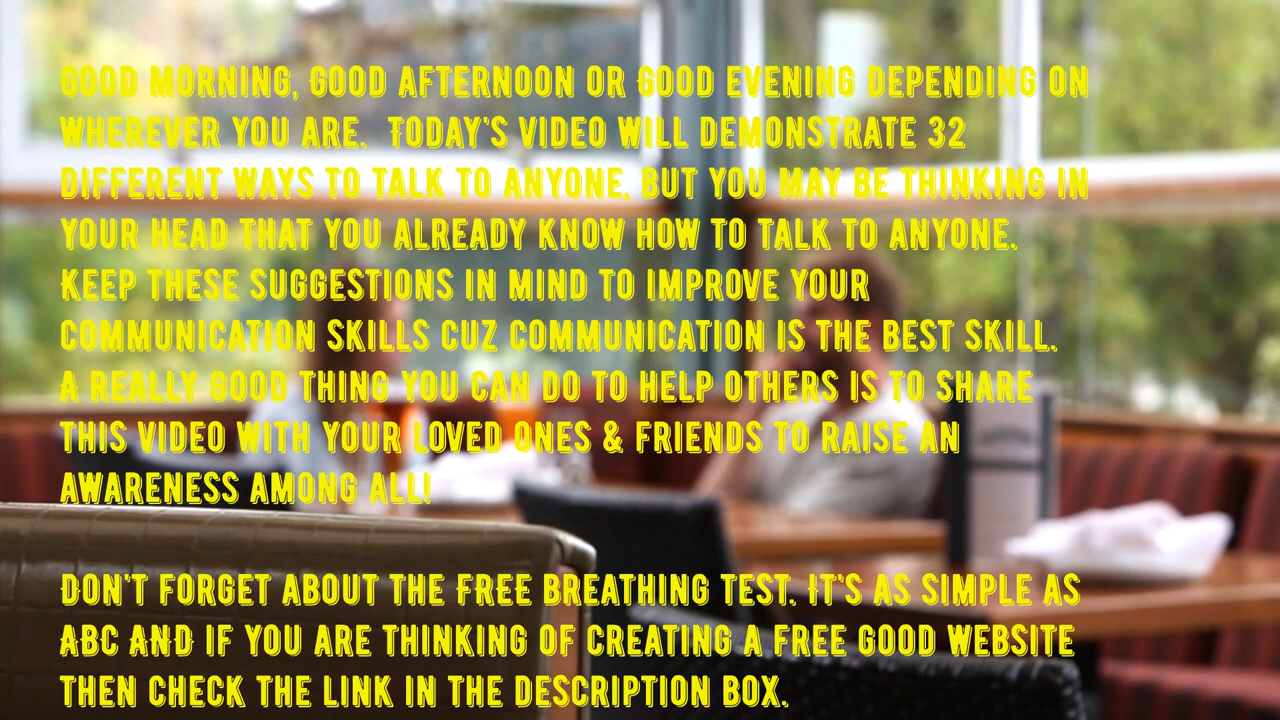 GOOD MORNING, GOOD AFTERNOON OR GOOD EVENING DEPENDING ON
WHEREVER YOU ARE. TODAY'S VIDEO WILL DEMONSTRATE 32
DIFFERENT WAYS TO TALK TO ANYONE, BUT YOU MAY BE THINKING IN
YOUR HEAD THAT YOU ALREADY KNOW HOW TO TALK TO ANYONE.
KEEP THESE SUGGESTIONS IN MIND TO IMPROVE YOUR
COMMUNICATION SKILLS CUZ COMMUNICATION IS THE BEST SKILL.
A REALLY GOOD THING YOU CAN DO TO HELP OTHERS IS TO SHARE
THIS VIDEO WITH YOUR LOVED ONES & FRIENDS TO RAISE AN
AWARENESS AMONG ALL!
DON'T FORGET ABOUT THE FREE BREATHING TEST. IT'S AS SIMPLE AS
ABC AND IF YOU ARE THINKING OF CREATING A FREE GOOD WEBSITE
THEN CHECK THE LINK IN THE DESCRIPTION BOX.